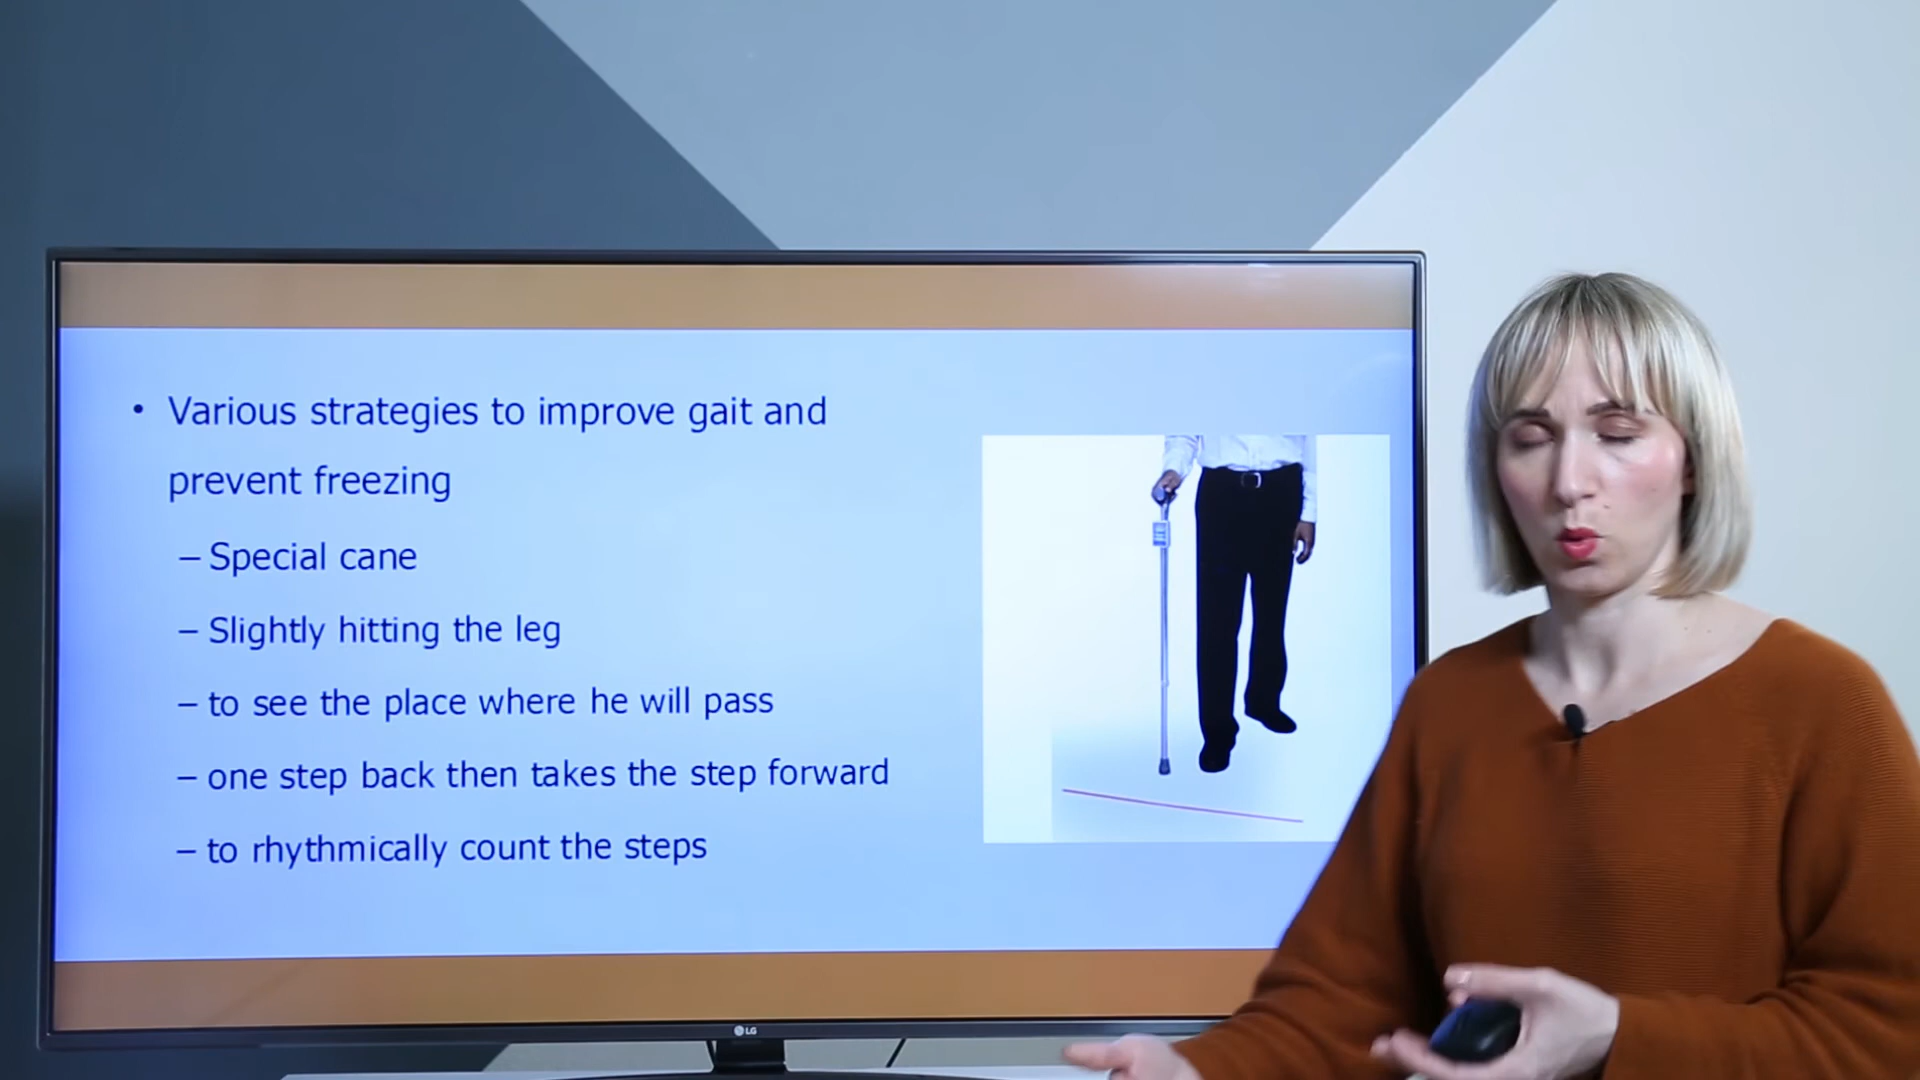 • Various strategies to improve gait and
prevent freezing
– Special cane
– Slightly hitting the leg
– to see the place where he will pass
– one step back then takes the step forward
– to rhythmically count the steps
LG